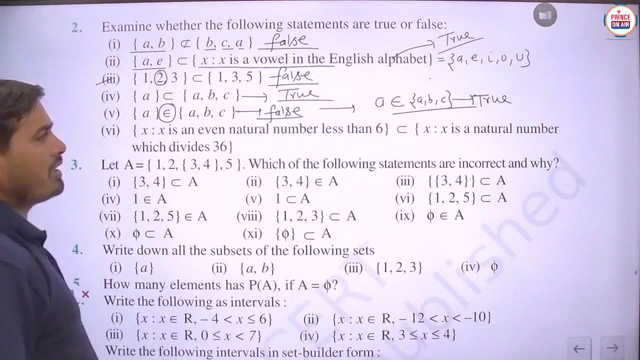 PRINCE
ON AIR
2. Examine whether the following statements are true or false:
(i) { a, b } ⊄ { b, c, a } false
(ii) { a, e } ⊂ { x : x is a vowel in the English alphabet} = {a, e, i, o, U} True
(iii) { 1, 2, 3 } ⊂ { 1, 3, 5 } false
(iv) { a } ⊂ { a, b, c } → True
(v) { a } ∈ { a, b, c } → false → a ∈ {a,b,c} → True
(vi) { x : x is an even natural number less than 6} ⊂ { x : x is a natural number
which divides 36}
3. Let A = { 1, 2, { 3, 4 }, 5 }. Which of the following statements are incorrect and why?
(i) {3, 4} ⊂ A (ii) {3, 4} ∈ A (iii) {{3, 4}} ⊂ A
(iv) 1 ∈ A (v) 1 ⊂ A (vi) {1, 2, 5} ⊂ A
(vii) {1, 2, 5} ∈ A (viii) {1, 2, 3} ⊂ A (ix) φ ∈ A
(x) φ ⊂ A (xi) {φ} ⊂ A
4. Write down all the subsets of the following sets
(i) {a} (ii) {a, b} (iii) {1, 2, 3} (iv) φ
5 How many elements has P(A), if A = φ?
Write the following as intervals :
(i) {x : x ∈ R, – 4 < x ≤ 6} (ii) {x : x ∈ R, – 12 < x < –10}
(iii) {x : x ∈ R, 0 ≤ x < 7} (iv) {x : x ∈ R, 3 ≤ x ≤ 4}
Write the following intervals in set-builder form :